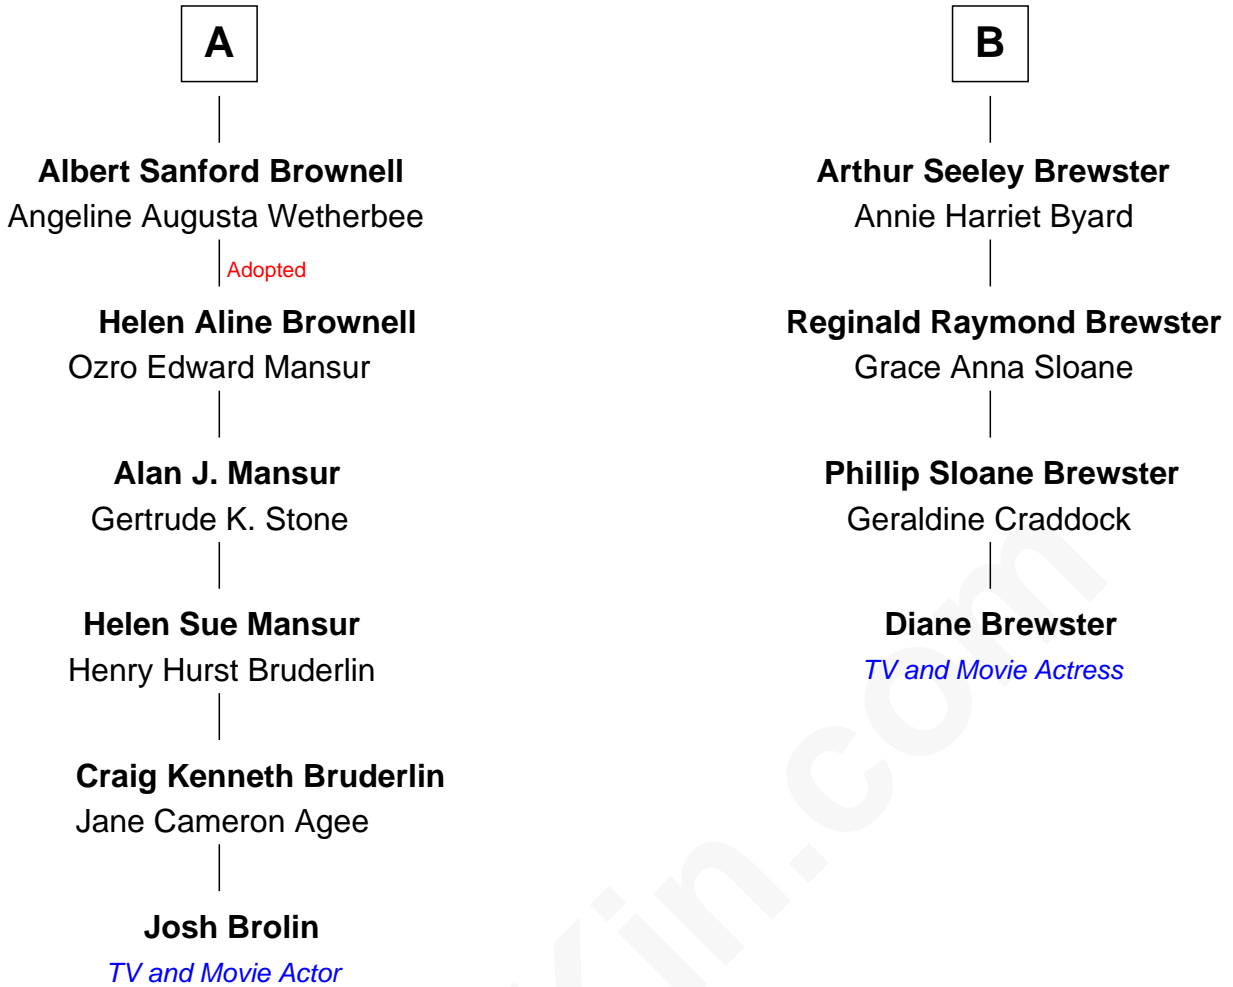 A
B
Albert Sanford Brownell
Angeline Augusta Wetherbee
Adopted
Helen Aline Brownell
Ozro Edward Mansur
Alan J. Mansur
Gertrude K. Stone
Helen Sue Mansur
Henry Hurst Bruderlin
Craig Kenneth Bruderlin
Jane Cameron Agee
Josh Brolin
TV and Movie Actor
Arthur Seeley Brewster
Annie Harriet Byard
Reginald Raymond Brewster
Grace Anna Sloane
Phillip Sloane Brewster
Geraldine Craddock
Diane Brewster
TV and Movie Actress
Kin.com